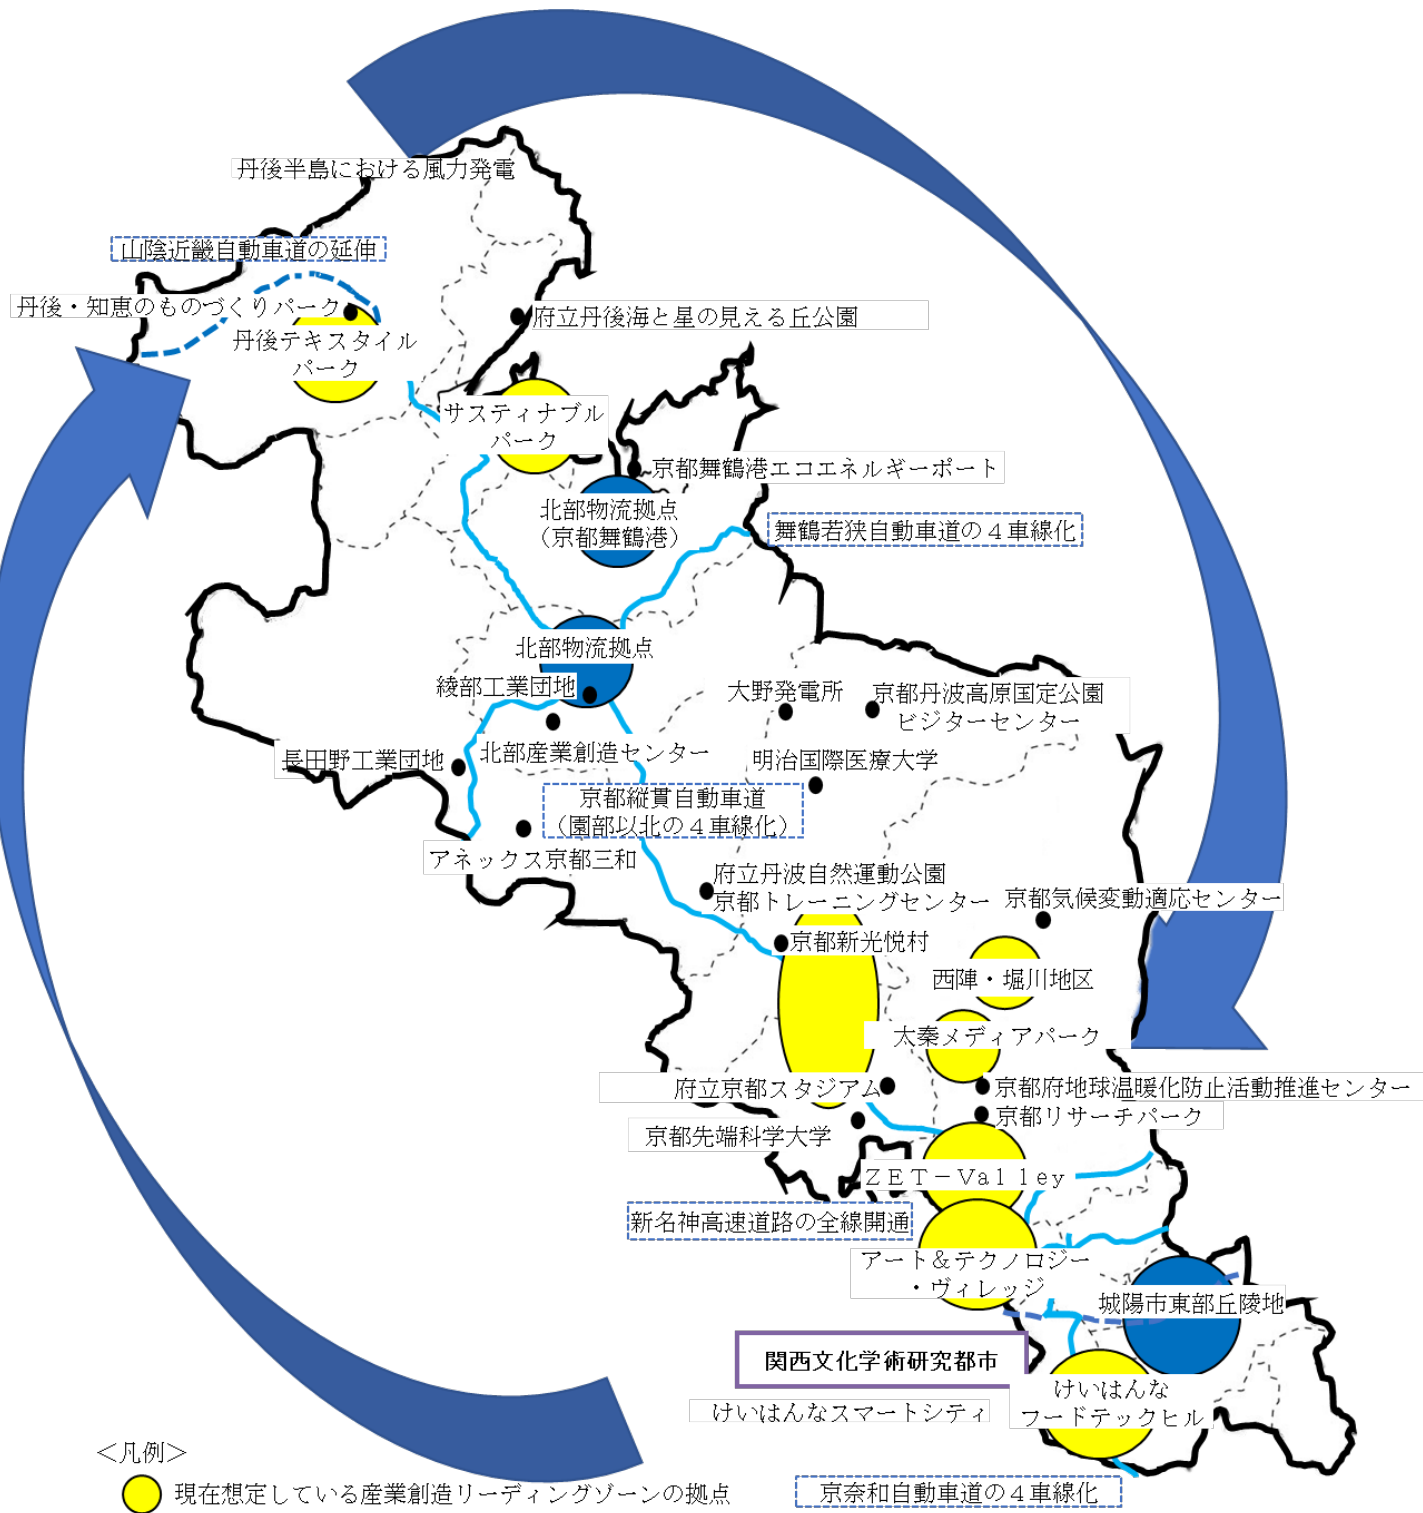 丹後半島における風力発電
山陰近畿自動車道の延伸
丹後・知恵のものづくりパーク
府立丹後海と星の見える丘公園
丹後テキスタイル
パーク
サスティナブル
パーク
京都舞鶴港エコエネルギーポート
北部物流拠点
（京都舞鶴港）
舞鶴若狭自動車道の４車線化
北部物流拠点
綾部工業団地
大野発電所
京都丹波高原国定公園
ビジターセンター
北部産業創造センター
長田野工業団地
明治国際医療大学
京都縦貫自動車道
（園部以北の４車線化）
アネックス京都三和
府立丹波自然運動公園
京都トレーニングセンター
京都気候変動適応センター
京都新光悦村
西陣・堀川地区
太秦メディアパーク
府立京都スタジアム
京都府地球温暖化防止活動推進センター
京都リサーチパーク
京都先端科学大学
ＺＥＴ－Ｖａｌｌｅｙ
新名神高速道路の全線開通
アート＆テクノロジー
・ヴィレッジ
城陽市東部丘陵地
関西文化学術研究都市
けいはんな
フードテックヒル
けいはんなスマートシティ
＜凡例＞
現在想定している産業創造リーディングゾーンの拠点
京奈和自動車道の４車線化